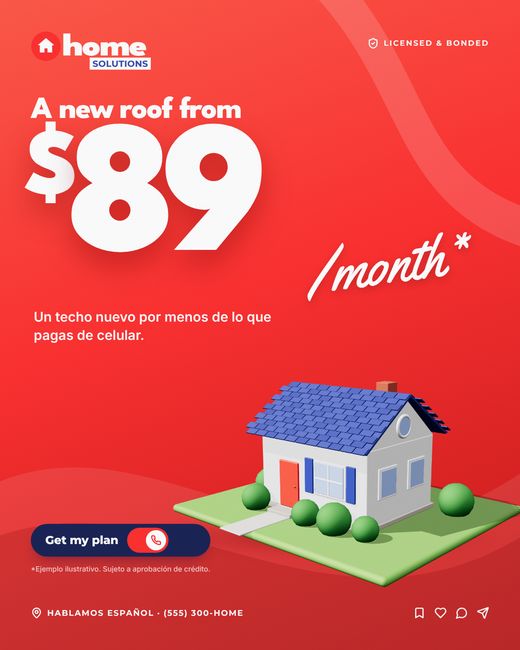 home
SOLUTIONS
LICENSED & BONDED
A new roof from
$89
/month*
Un techo nuevo por menos de lo que
pagas de celular.
Get my plan
*Ejemplo ilustrativo. Sujeto a aprobación de crédito.
HABLAMOS ESPAÑOL · (555) 300-HOME